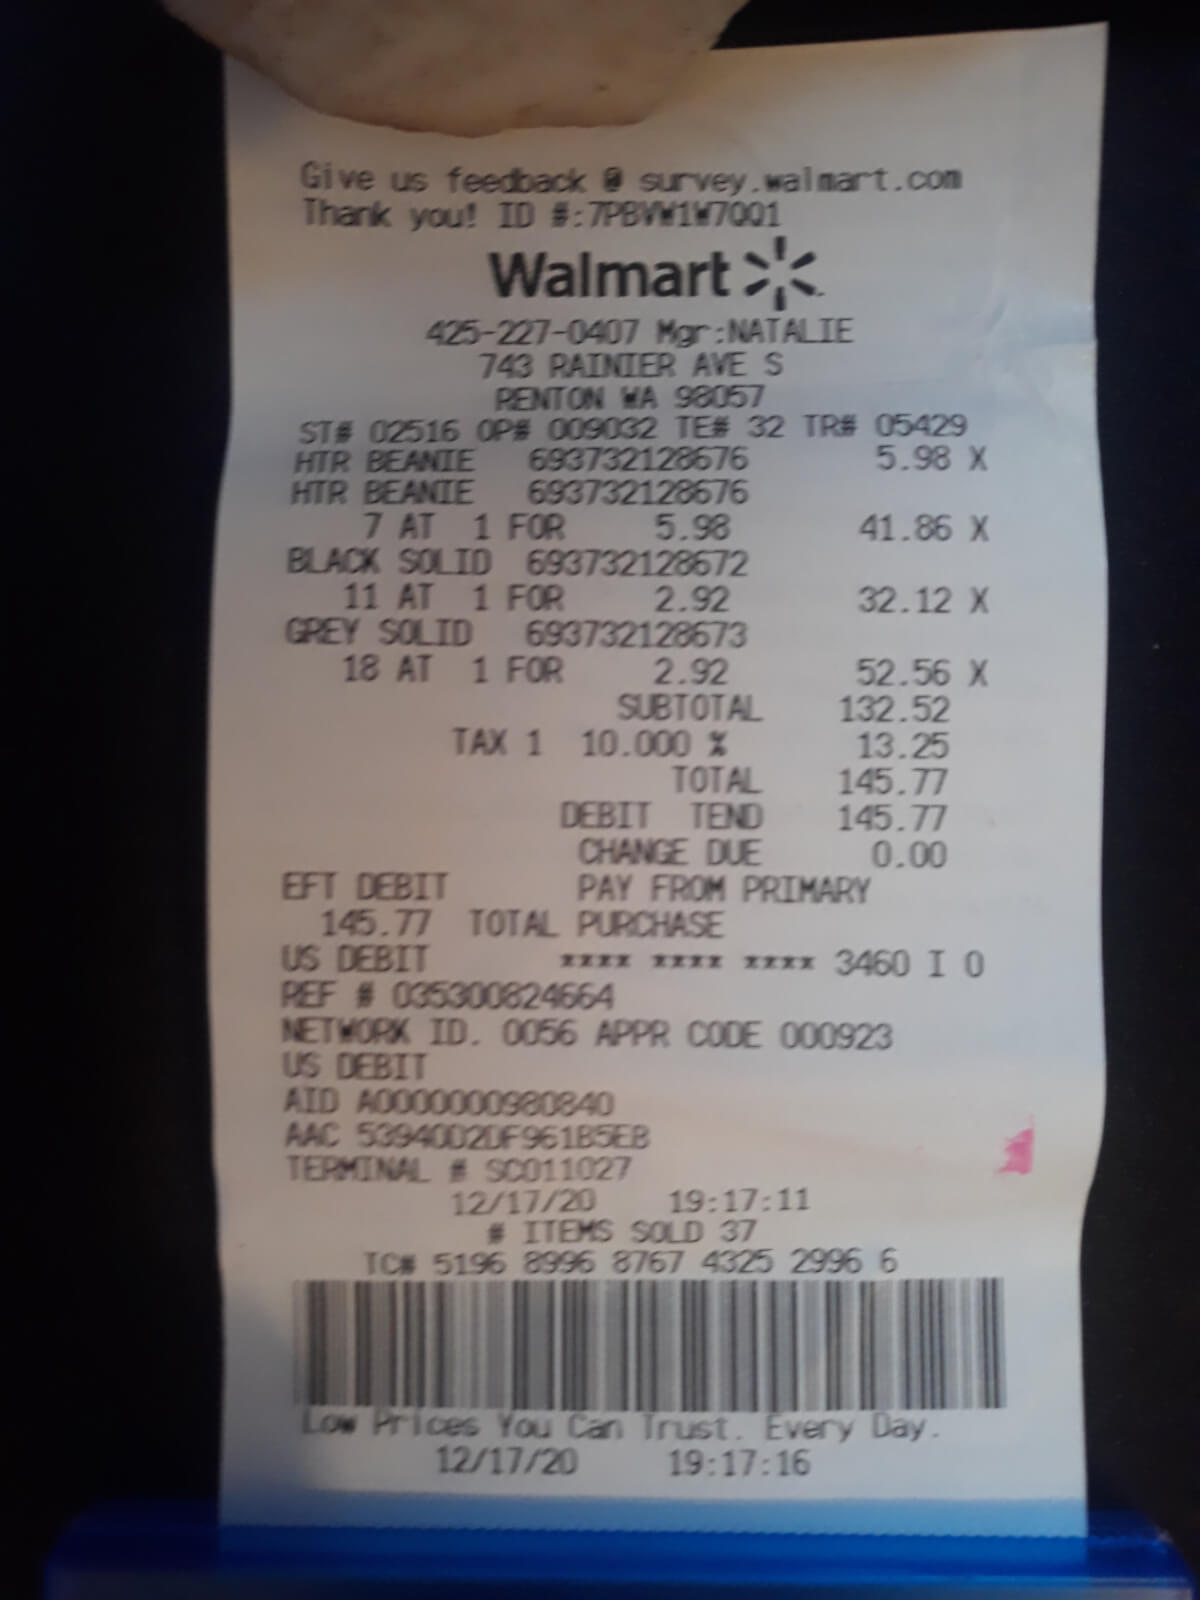 Give us feedback @ survey.walmart.com
Thank you! ID #:7PBVW1W7QQ1
Walmart
425-227-0407 Mgr:NATALIE
743 RAINIER AVE S
RENTON WA 98057
ST# 02516 OP# 009032 TE# 32 TR# 05429
HTR BEANIE 693732128676 5.98 X
HTR BEANIE 693732128676
7 AT 1 FOR 5.98 41.86 X
BLACK SOLID 693732128672
11 AT 1 FOR 2.92 32.12 X
GREY SOLID 693732128673
18 AT 1 FOR 2.92 52.56 X
SUBTOTAL 132.52
TAX 1 10.000 % 13.25
TOTAL 145.77
DEBIT TEND 145.77
CHANGE DUE 0.00
EFT DEBIT PAY FROM PRIMARY
145.77 TOTAL PURCHASE
US DEBIT **** **** **** 3460 I 0
REF # 035300824664
NETWORK ID. 0056 APPR CODE 000923
US DEBIT
AID A0000000980840
AAC 53940D2DF961B5EB
TERMINAL # SC011027
12/17/20 19:17:11
# ITEMS SOLD 37
TC# 5196 8996 8767 4325 2996 6
Low Prices You Can Trust. Every Day.
12/17/20 19:17:16